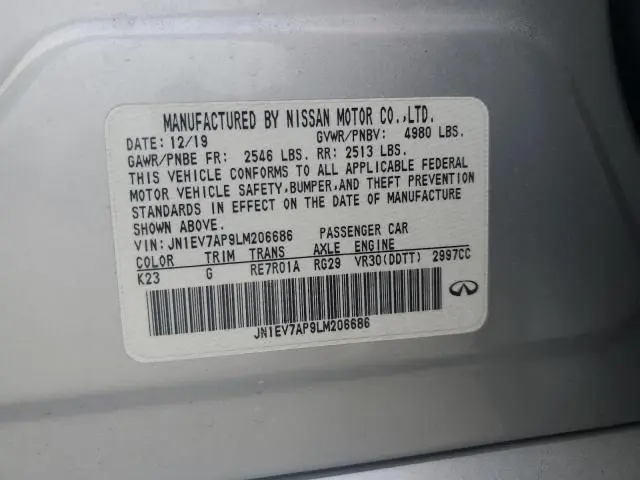 MANUFACTURED BY NISSAN MOTOR CO.,LTD.
DATE: 12/19 GVWR/PNBV: 4980 LBS.
GAWR/PNBE FR: 2546 LBS. RR: 2513 LBS.
THIS VEHICLE CONFORMS TO ALL APPLICABLE FEDERAL
MOTOR VEHICLE SAFETY,BUMPER,AND THEFT PREVENTION
STANDARDS IN EFFECT ON THE DATE OF MANUFACTURE
SHOWN ABOVE.
VIN: JN1EV7AP9LM206686 PASSENGER CAR
COLOR TRIM TRANS AXLE ENGINE
K23 G RE7R01A RG29 VR30(DDTT) 2997CC
JN1EV7AP9LM206686